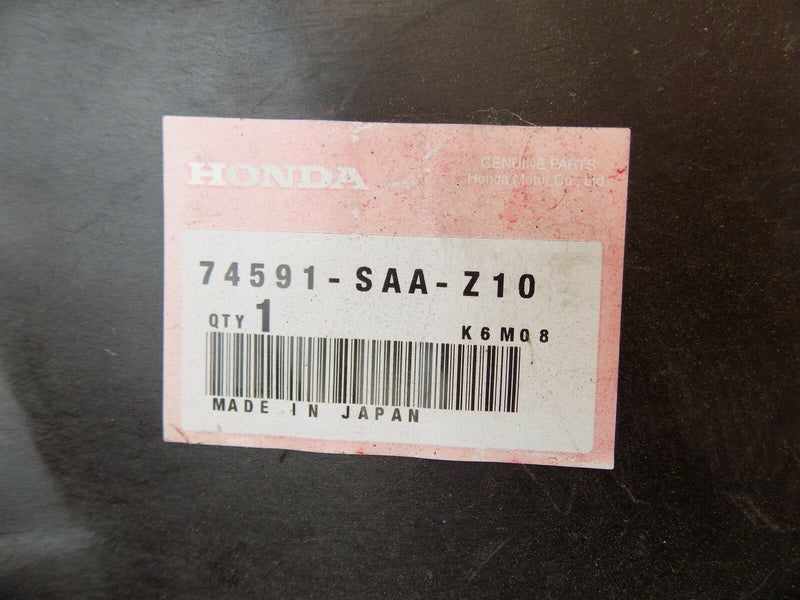 HONDA
GENUINE PARTS
Honda Motor Co., Ltd
74591-SAA-Z10
QTY 1
K6M08
MADE IN JAPAN